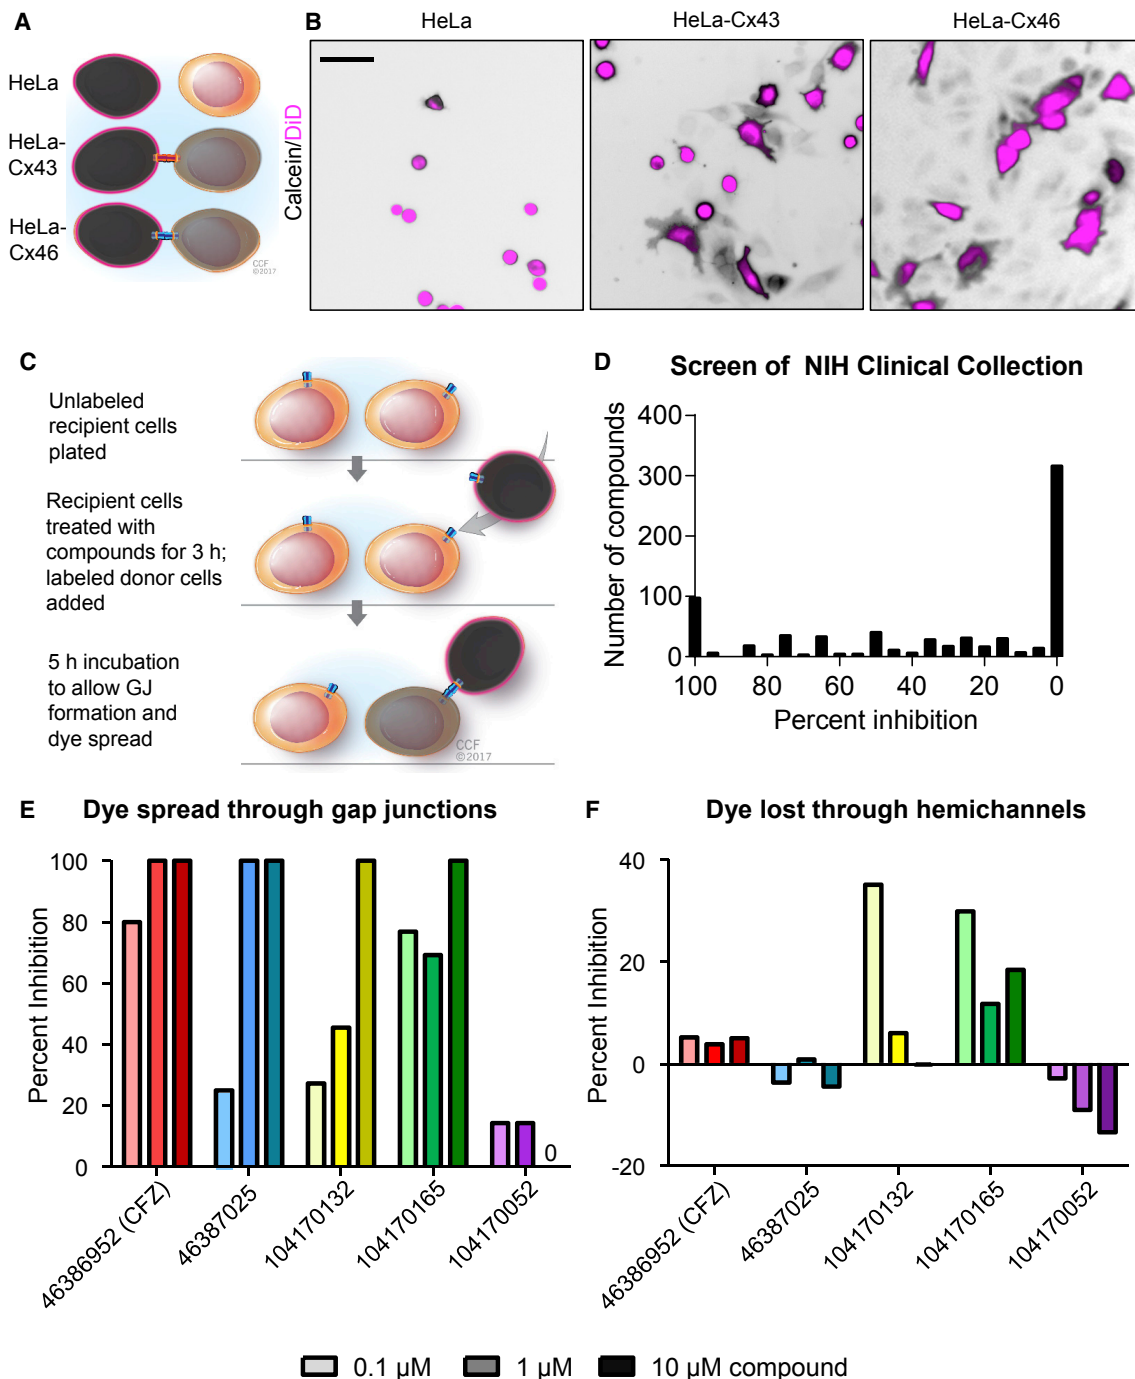 A
HeLa
HeLa-
Cx43
HeLa-
Cx46
CCF
©2017
B
HeLa
HeLa-Cx43
HeLa-Cx46
Calcein/DiD
C
Unlabeled
recipient cells
plated
Recipient cells
treated with
compounds for 3 h;
labeled donor cells
added
5 h incubation
to allow GJ
formation and
dye spread
CCF
©2017
D
Screen of NIH Clinical Collection
Number of compounds
400
300
200
100
0
100 80 60 40 20 0
Percent inhibition
E
Dye spread through gap junctions
Percent Inhibition
100
80
60
40
20
0
0
46386952 (CFZ)
46387025
104170132
104170165
104170052
F
Dye lost through hemichannels
Percent Inhibition
40
20
0
-20
46386952 (CFZ)
46387025
104170132
104170165
104170052
0.1 µM 1 µM 10 µM compound